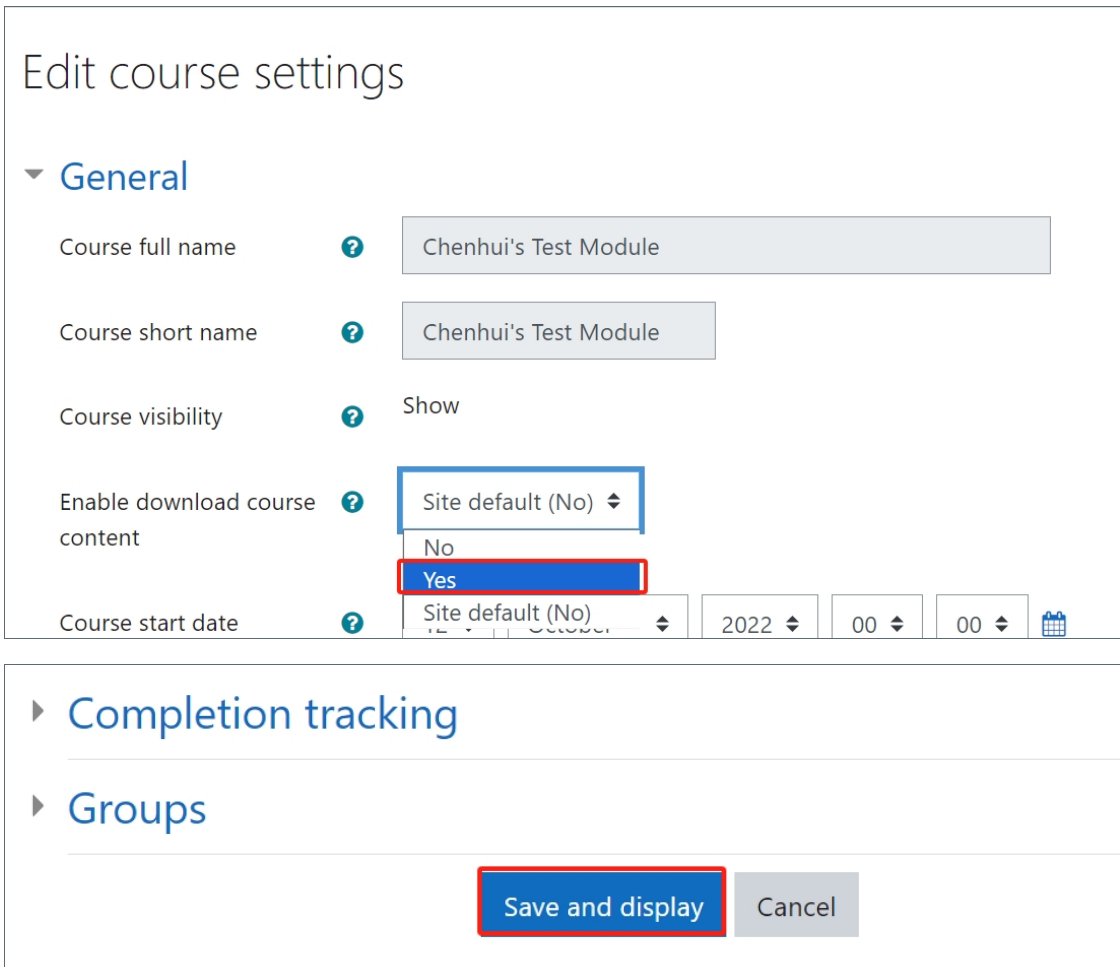 Edit course settings
General
Course full name ? Chenhui's Test Module
Course short name ? Chenhui's Test Module
Course visibility ? Show
Enable download course content ? Site default (No)
No
Yes
Site default (No)
Course start date ? 12 October 2022 00 00
Completion tracking
Groups
Save and display Cancel